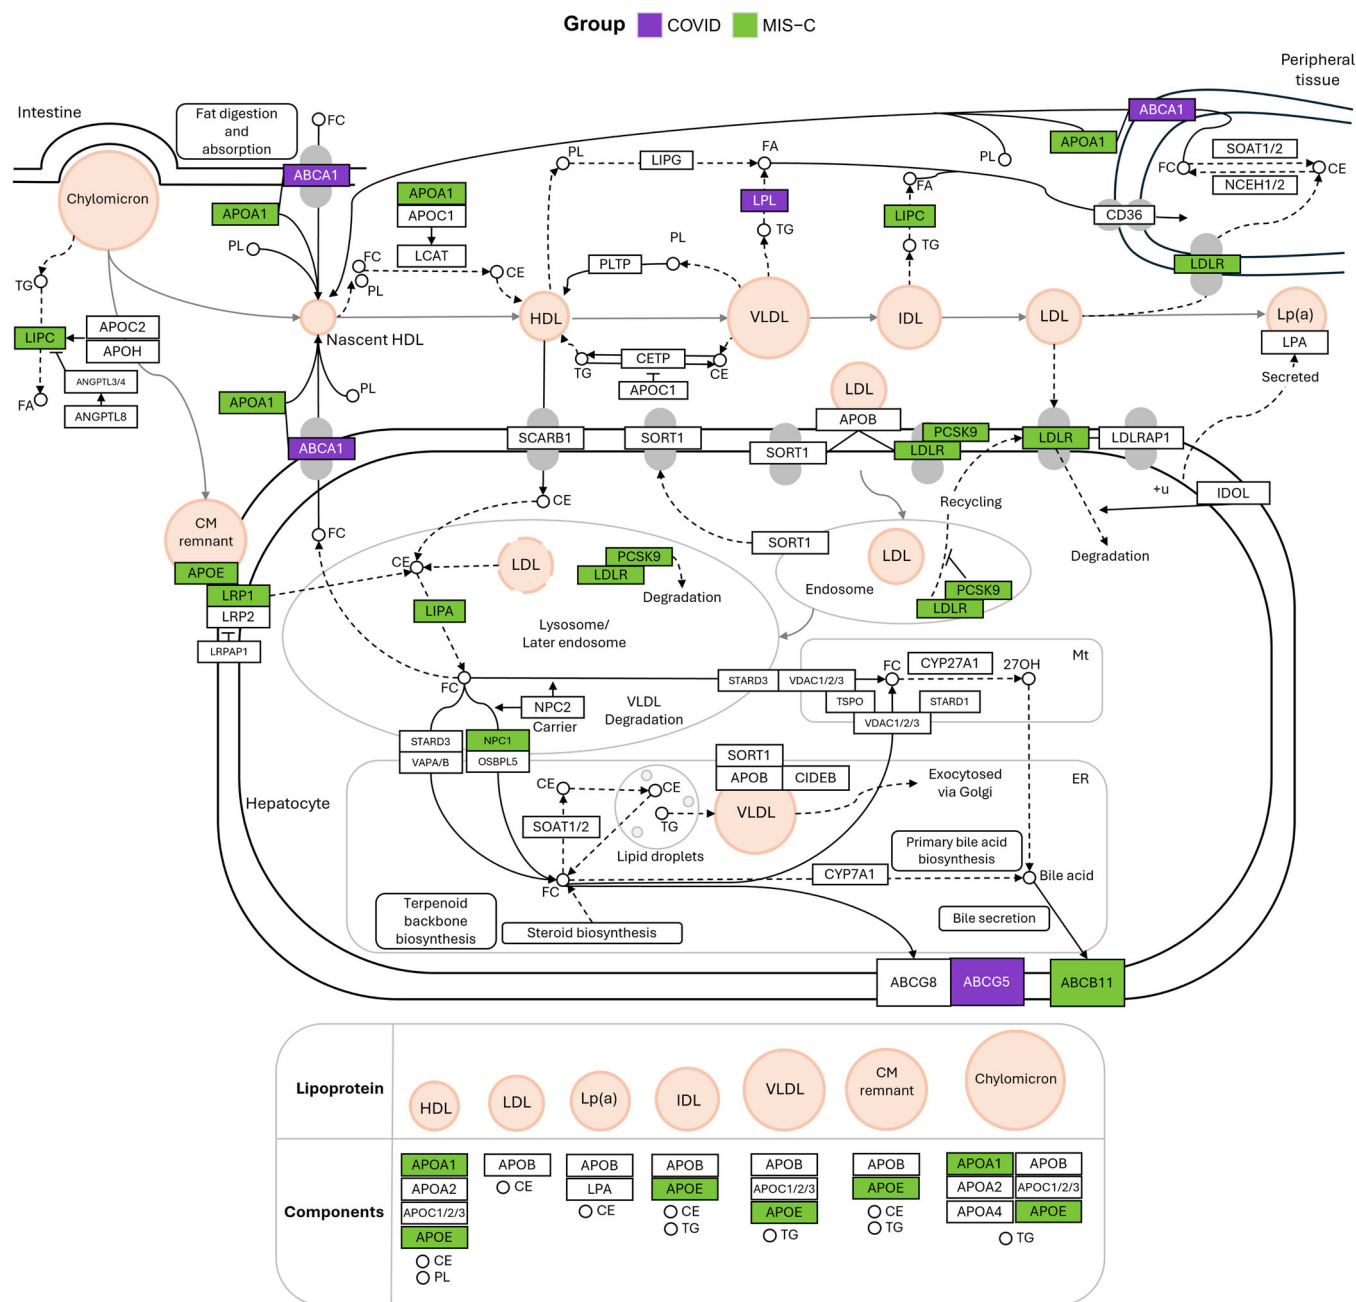 Group COVID MIS−C
Peripheral
tissue
Intestine
Fat digestion
and
absorption
FC
ABCA1
ABCA1
APOA1
PL
SOAT1/2
FC
CE
NCEH1/2
PL
LIPG
FA
Chylomicron
ABCA1
APOA1
APOC1
LCAT
APOA1
LPL
FA
LIPC
CD36
PL
FC
PL
CE
PLTP
PL
TG
TG
LDLR
TG
LIPC
APOC2
APOH
ANGPTL3/4
ANGPTL8
FA
Nascent HDL
HDL
VLDL
IDL
LDL
Lp(a)
LPA
Secreted
TG
CETP
CE
APOC1
LDL
APOB
APOA1
PL
ABCA1
SCARB1
SORT1
SORT1
PCSK9
LDLR
LDLR
LDLRAP1
+u
IDOL
CE
Recycling
Degradation
CM
remnant
APOE
LRP1
LRP2
LRPAP1
FC
CE
LDL
PCSK9
LDLR
Degradation
SORT1
LDL
Endosome
PCSK9
LDLR
LIPA
Lysosome/
Later endosome
FC
NPC2
Carrier
VLDL
Degradation
STARD3
VDAC1/2/3
FC
CYP27A1
27OH
Mt
TSPO
STARD1
VDAC1/2/3
STARD3
VAPA/B
NPC1
OSBPL5
Hepatocyte
CE
SOAT1/2
CE
TG
Lipid droplets
SORT1
APOB
CIDEB
VLDL
Exocytosed
via Golgi
ER
Primary bile acid
biosynthesis
FC
CYP7A1
Bile acid
Terpenoid
backbone
biosynthesis
Steroid biosynthesis
Bile secretion
ABCG8
ABCG5
ABCB11
Lipoprotein
HDL
LDL
Lp(a)
IDL
VLDL
CM
remnant
Chylomicron
Components
APOA1
APOA2
APOC1/2/3
APOE
CE
PL
APOB
CE
APOB
LPA
CE
APOB
APOE
CE
TG
APOB
APOC1/2/3
APOE
TG
APOB
APOE
CE
TG
APOA1 APOB
APOA2 APOC1/2/3
APOA4 APOE
TG